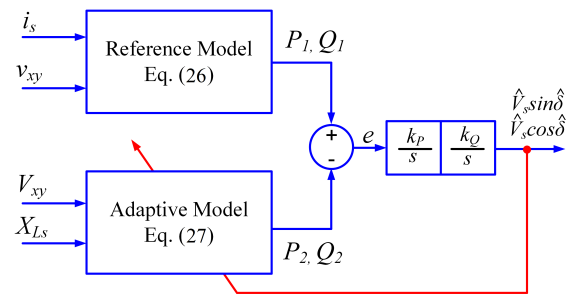 i_s
v_xy
Reference Model
Eq. (26)
P_1, Q_1
+
-
e
k_P/s
k_Q/s
V̂_s sin δ̂
V̂_s cos δ̂
V_xy
X_Ls
Adaptive Model
Eq. (27)
P_2, Q_2